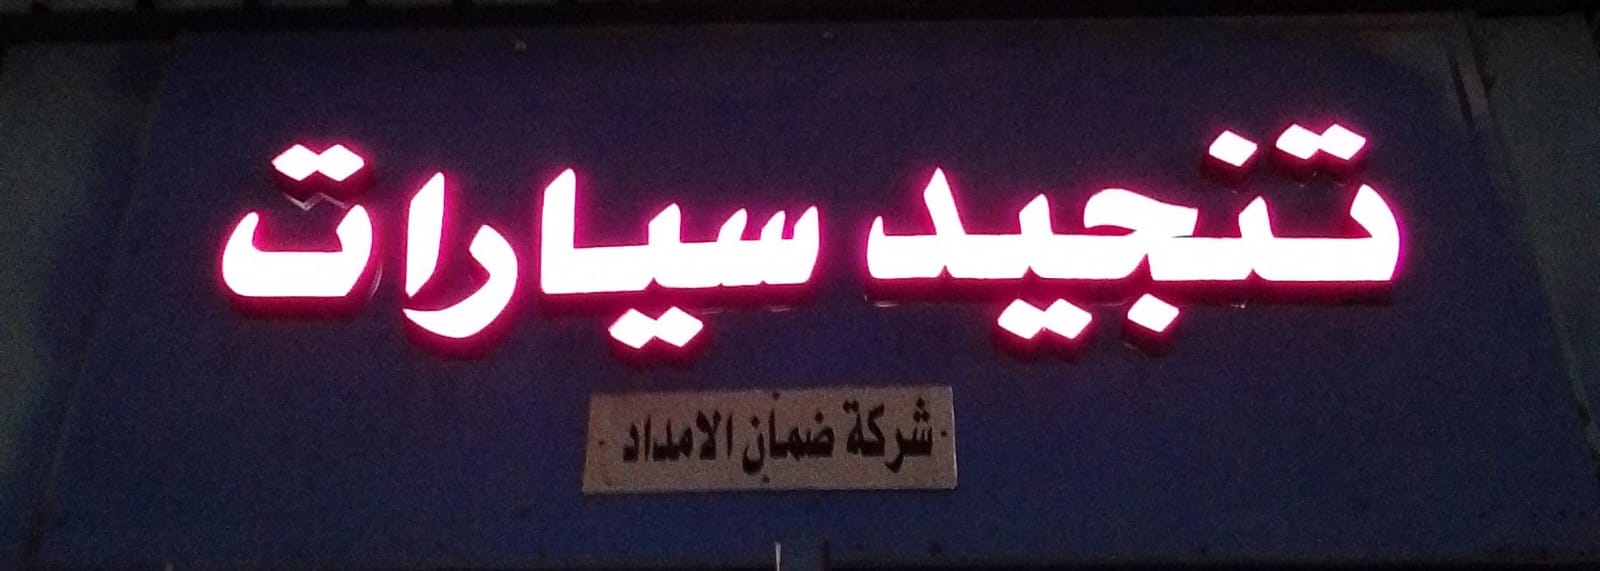 تنجيد سيارات
شركة ضمان الامداد